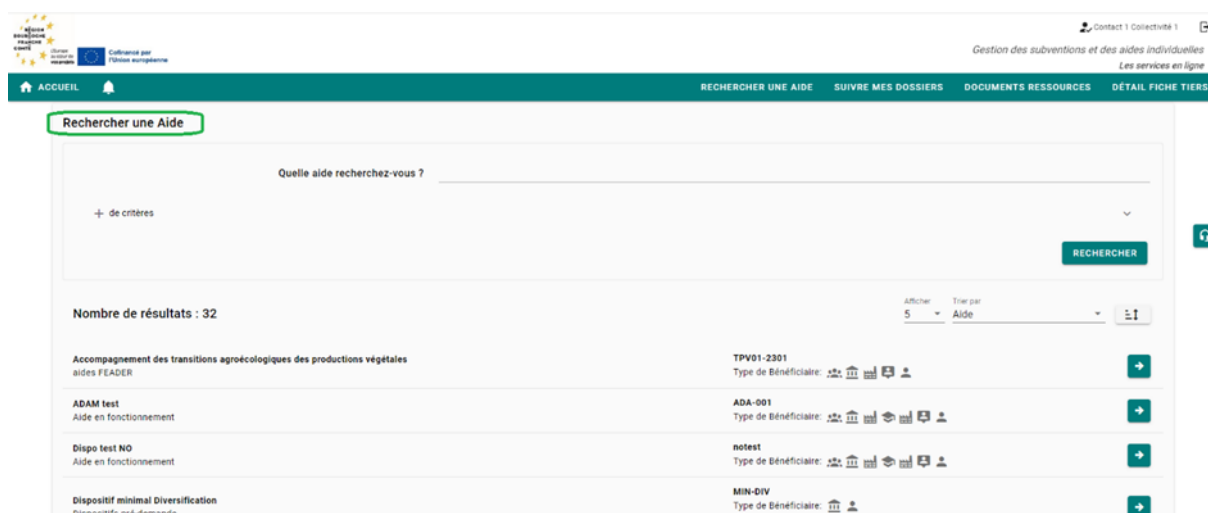 RÉGION
BOURGOGNE
FRANCHE
COMTÉ
Cofinancé par
l'Union européenne
Contact 1 Collectivité 1
Gestion des subventions et des aides individuelles
Les services en ligne
ACCUEIL
RECHERCHER UNE AIDE
SUIVRE MES DOSSIERS
DOCUMENTS RESSOURCES
DÉTAIL FICHE TIERS
Rechercher une Aide
Quelle aide recherchez-vous ?
+ de critères
RECHERCHER
Nombre de résultats : 32
Afficher
5
Trier par
Aide
Accompagnement des transitions agroécologiques des productions végétales
aides FEADER
TPV01-2301
Type de Bénéficiaire:
ADAM test
Aide en fonctionnement
ADA-001
Type de Bénéficiaire:
Dispo test NO
Aide en fonctionnement
notest
Type de Bénéficiaire:
Dispositif minimal Diversification
MIN-DIV
Type de Bénéficiaire: